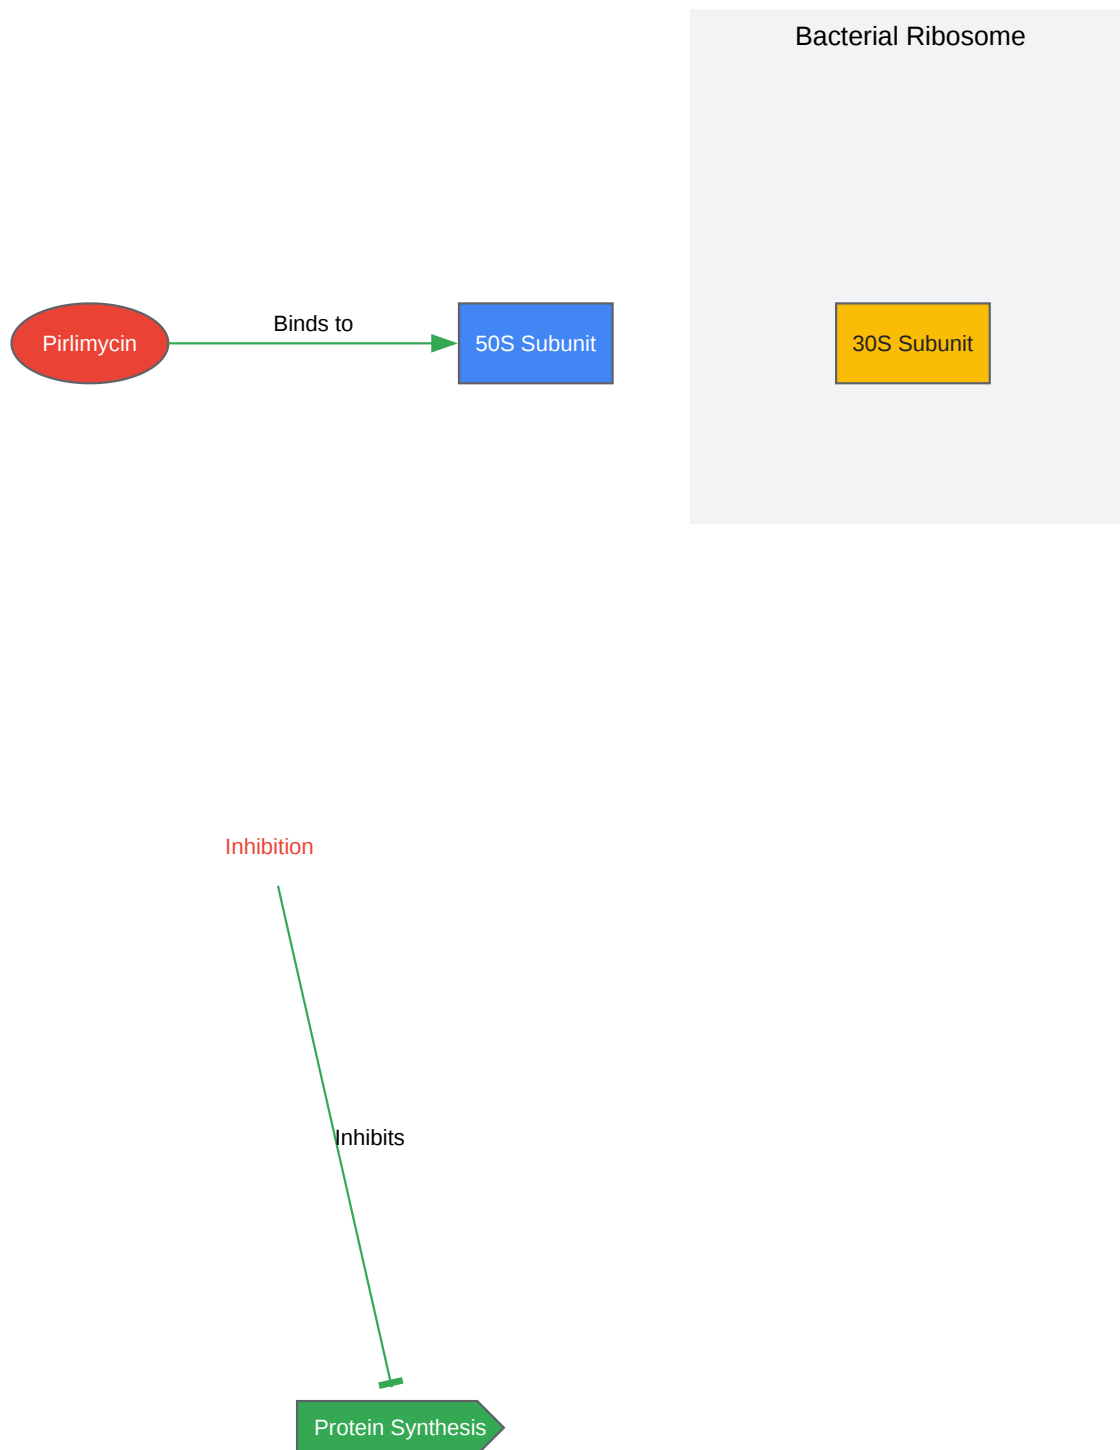 Bacterial Ribosome
Pirlimycin
Binds to
50S Subunit
30S Subunit
Inhibition
Inhibits
Protein Synthesis